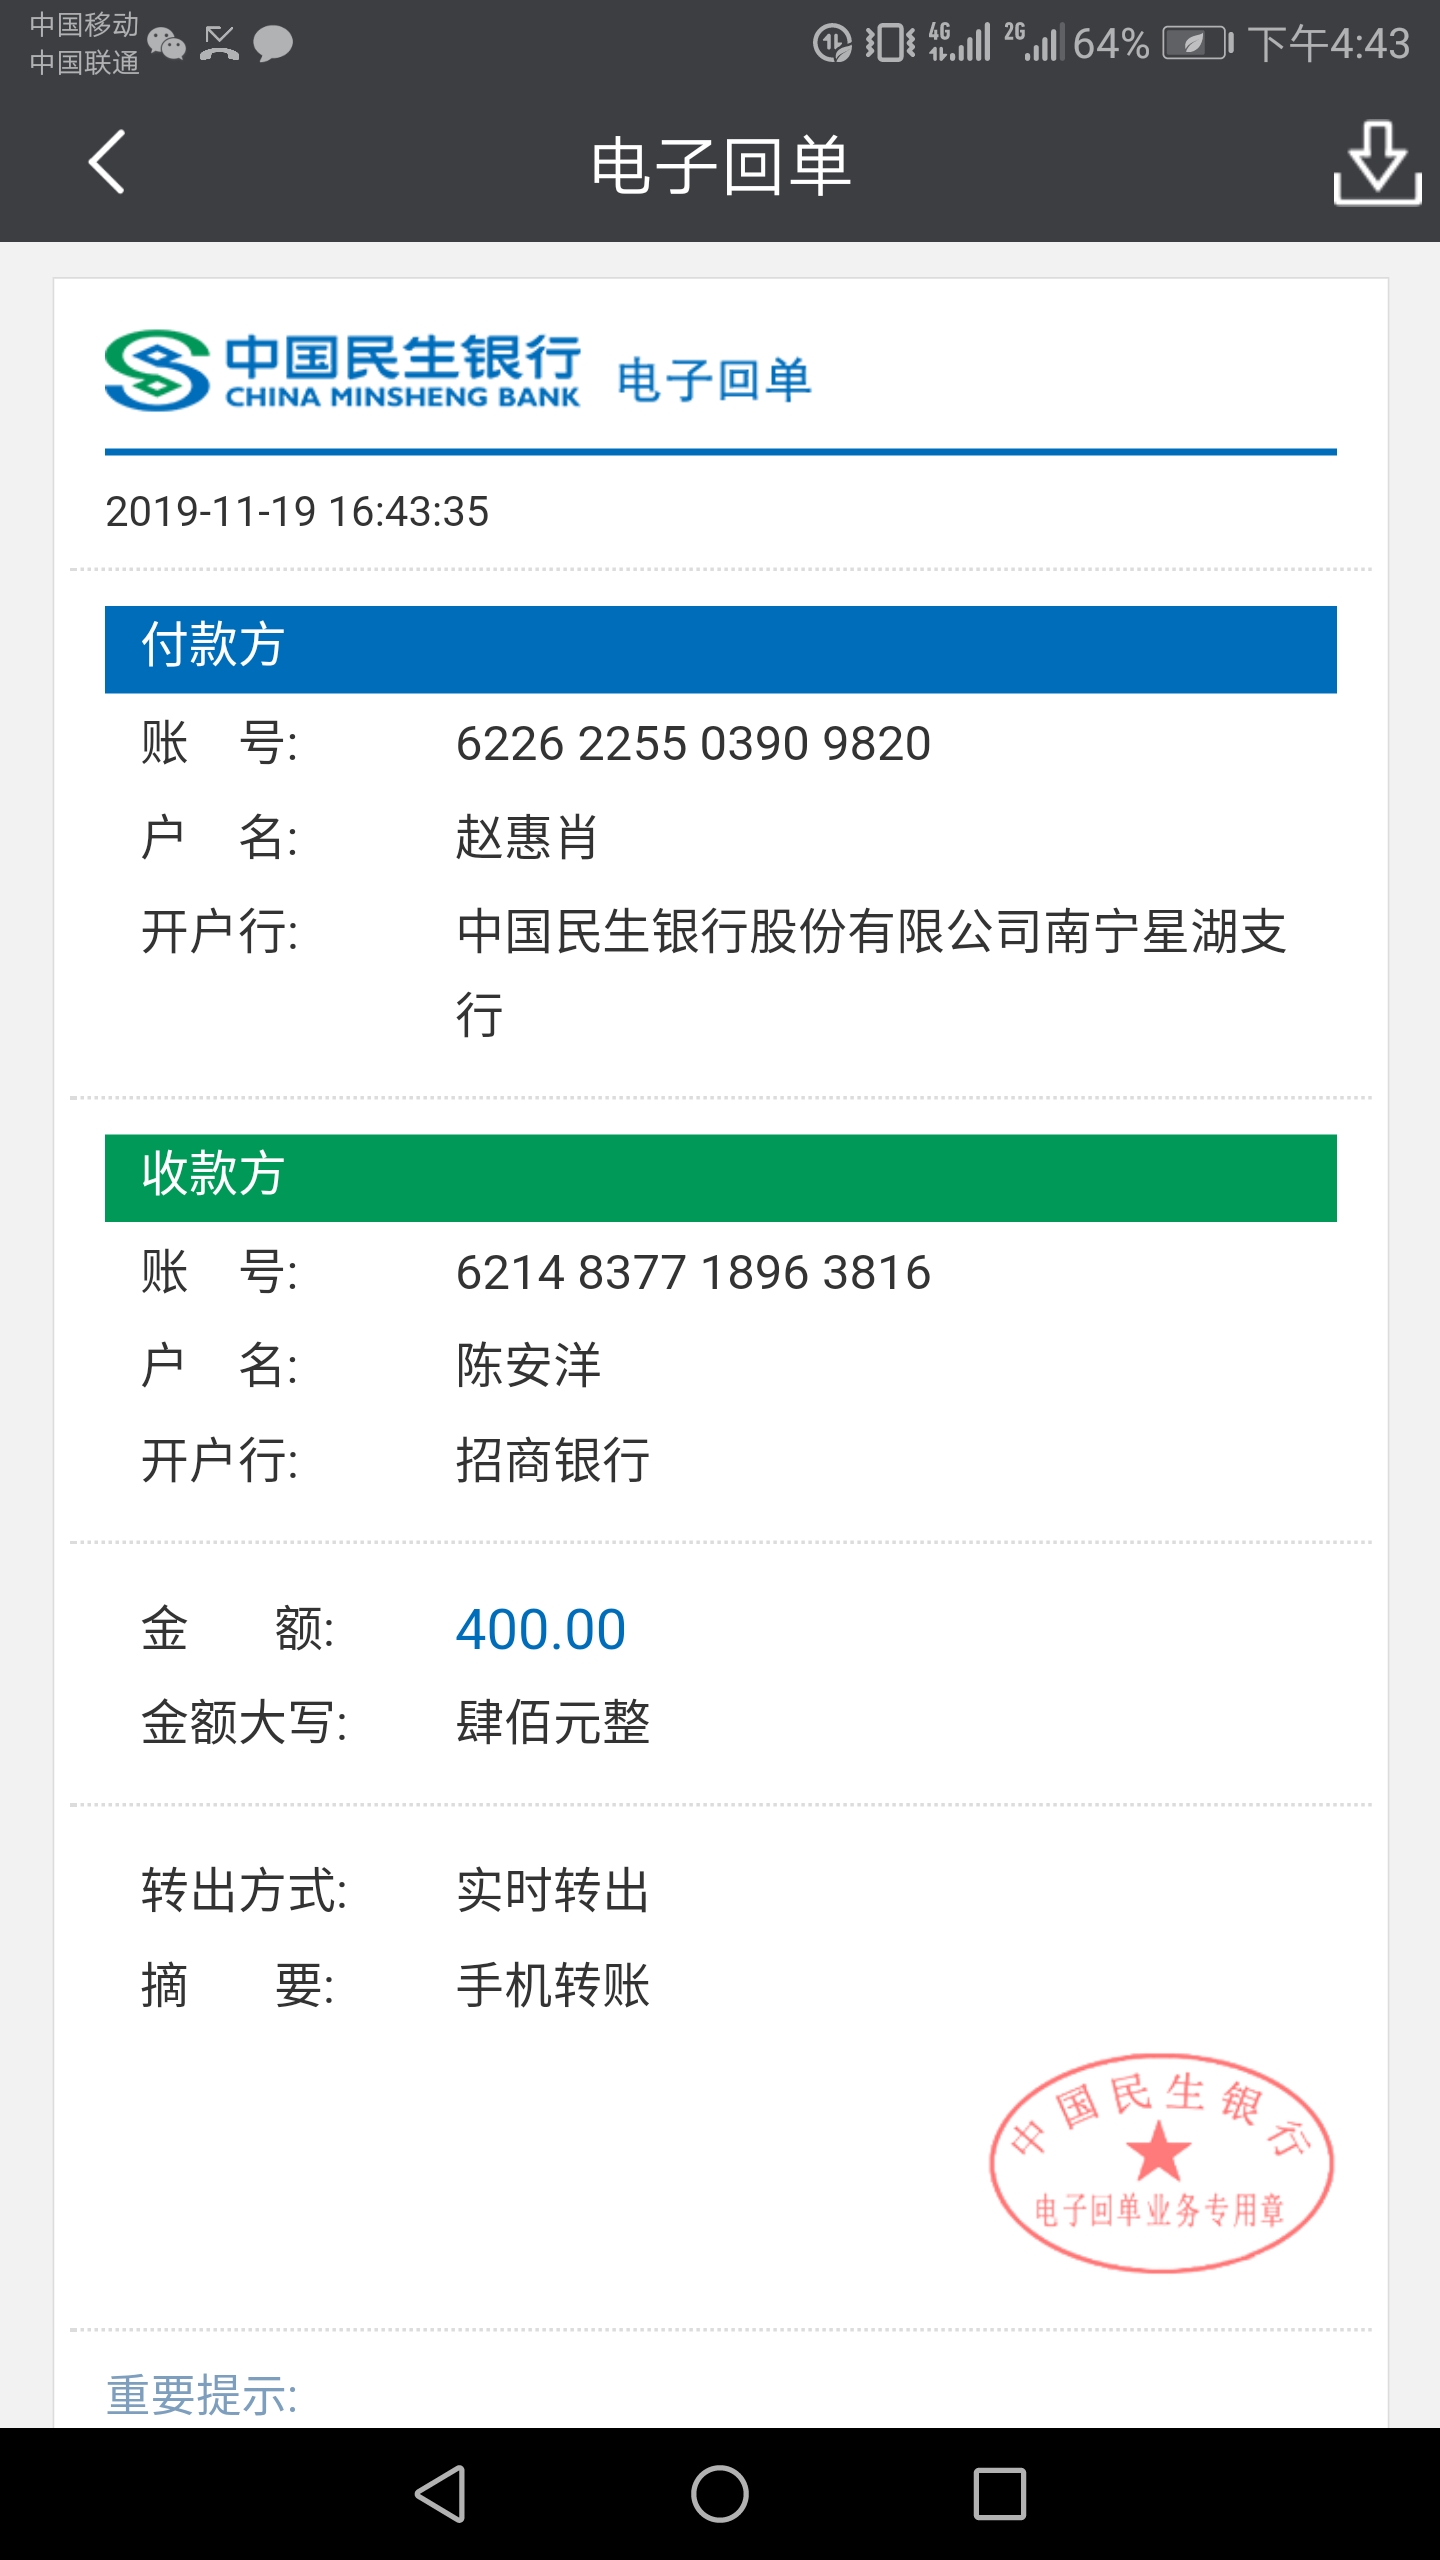 中国移动
中国联通
4G 2G 64% 下午4:43
电子回单
中国民生银行
CHINA MINSHENG BANK
电子回单
2019-11-19 16:43:35
付款方
账 号: 6226 2255 0390 9820
户 名: 赵惠肖
开户行: 中国民生银行股份有限公司南宁星湖支
行
收款方
账 号: 6214 8377 1896 3816
户 名: 陈安洋
开户行: 招商银行
金 额: 400.00
金额大写: 肆佰元整
转出方式: 实时转出
摘 要: 手机转账
中国民生银行
电子回单业务专用章
重要提示: